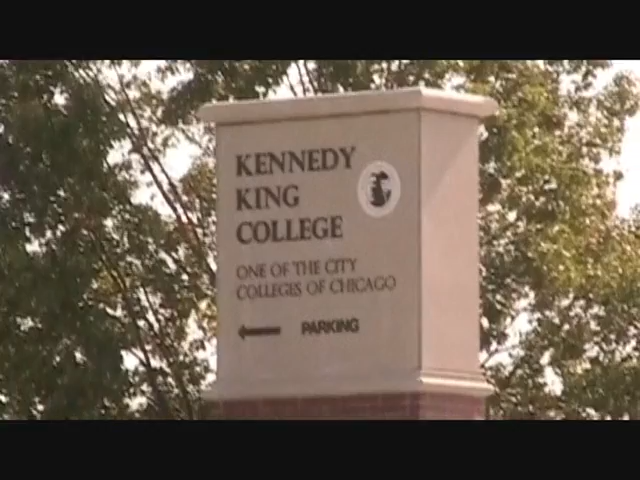 KENNEDY
KING
COLLEGE
ONE OF THE CITY
COLLEGES OF CHICAGO
PARKING